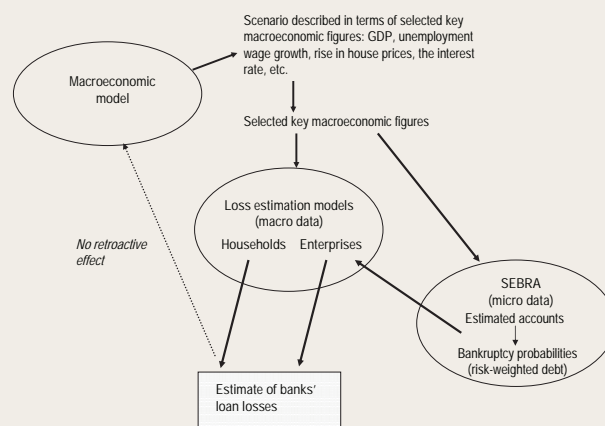 Scenario described in terms of selected key
macroeconomic figures: GDP, unemployment
wage growth, rise in house prices, the interest
rate, etc.
Macroeconomic
model
Selected key macroeconomic figures
Loss estimation models
(macro data)
Households Enterprises
No retroactive
effect
SEBRA
(micro data)
Estimated accounts
Bankruptcy probabilities
(risk-weighted debt)
Estimate of banks'
loan losses